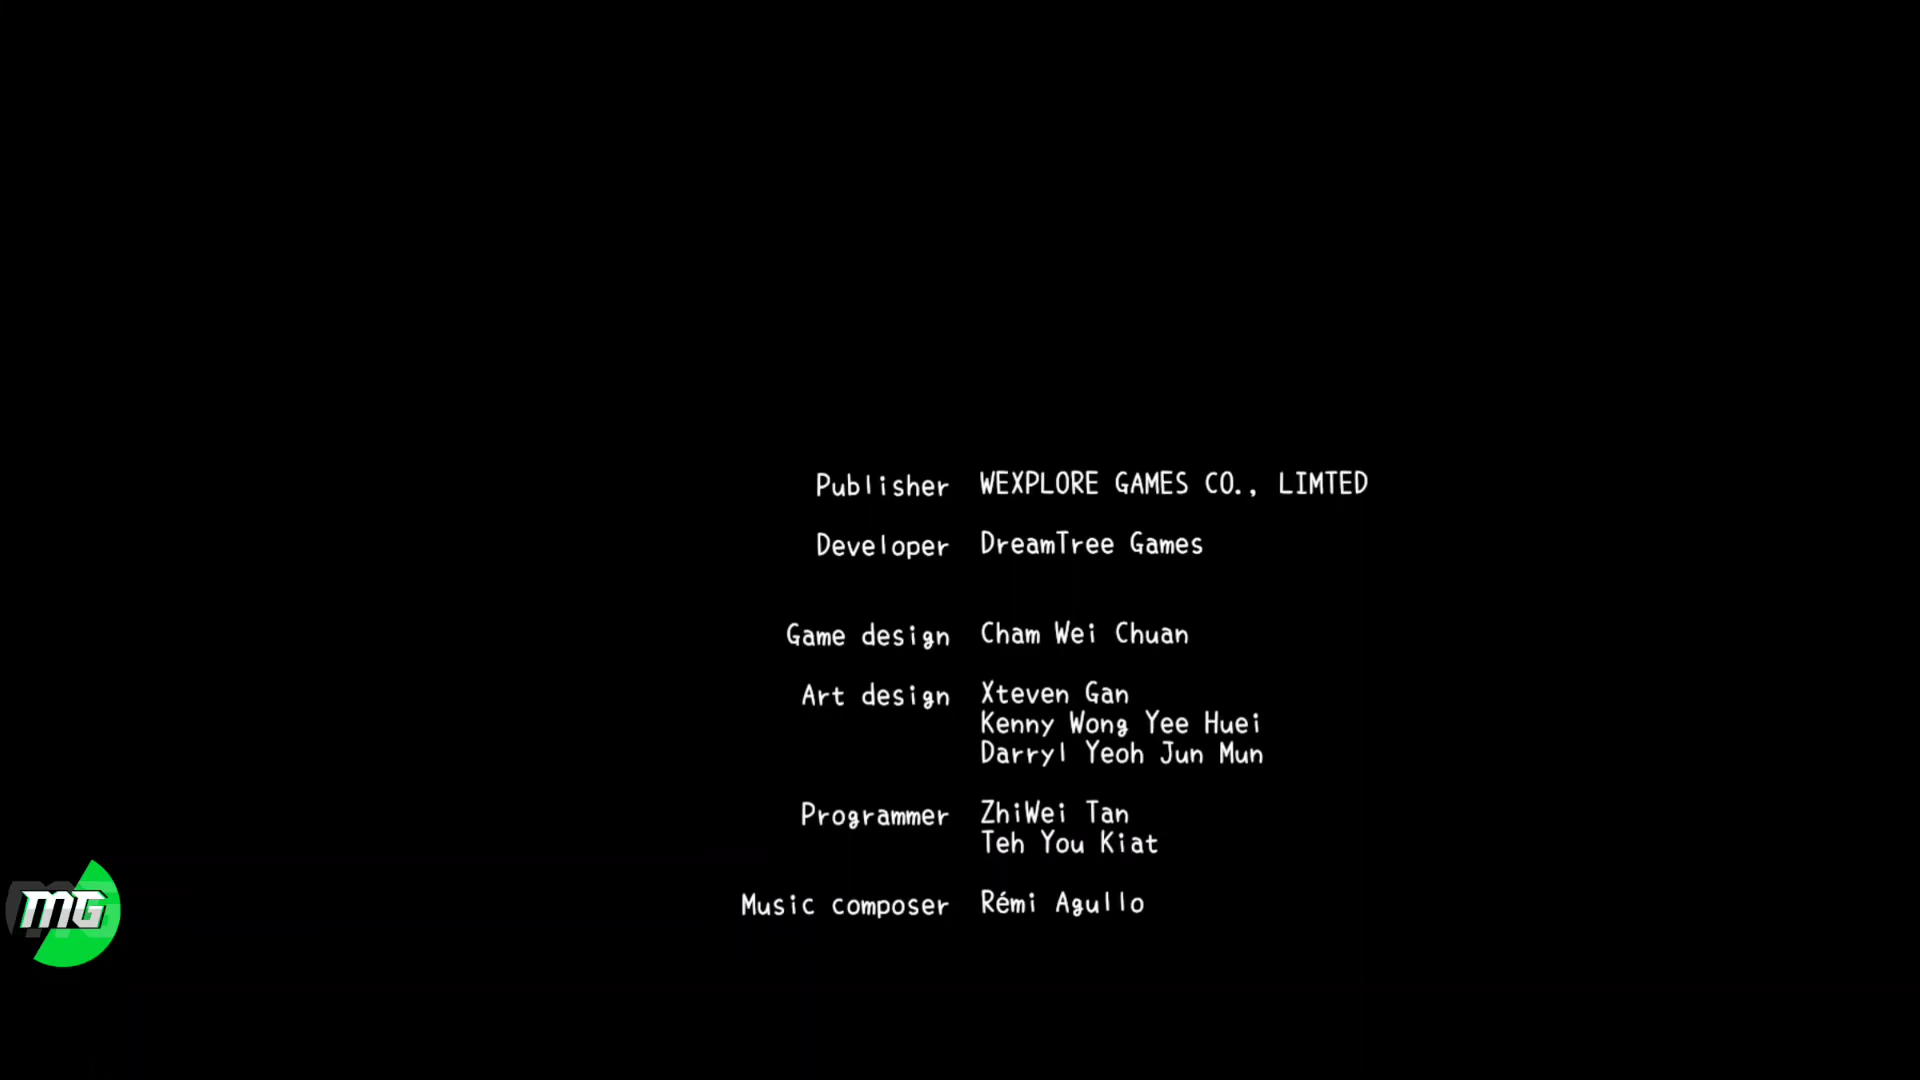 Publisher WEXPLORE GAMES CO., LIMTED
Developer DreamTree Games
Game design Cham Wei Chuan
Art design Xteven Gan
Kenny Wong Yee Huei
Darryl Yeoh Jun Mun
Programmer ZhiWei Tan
Teh You Kiat
Music composer Rémi Agullo
MG